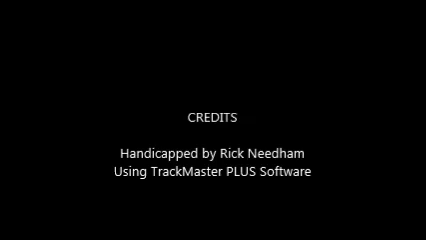 CREDITS
Handicapped by Rick Needham
Using TrackMaster PLUS Software